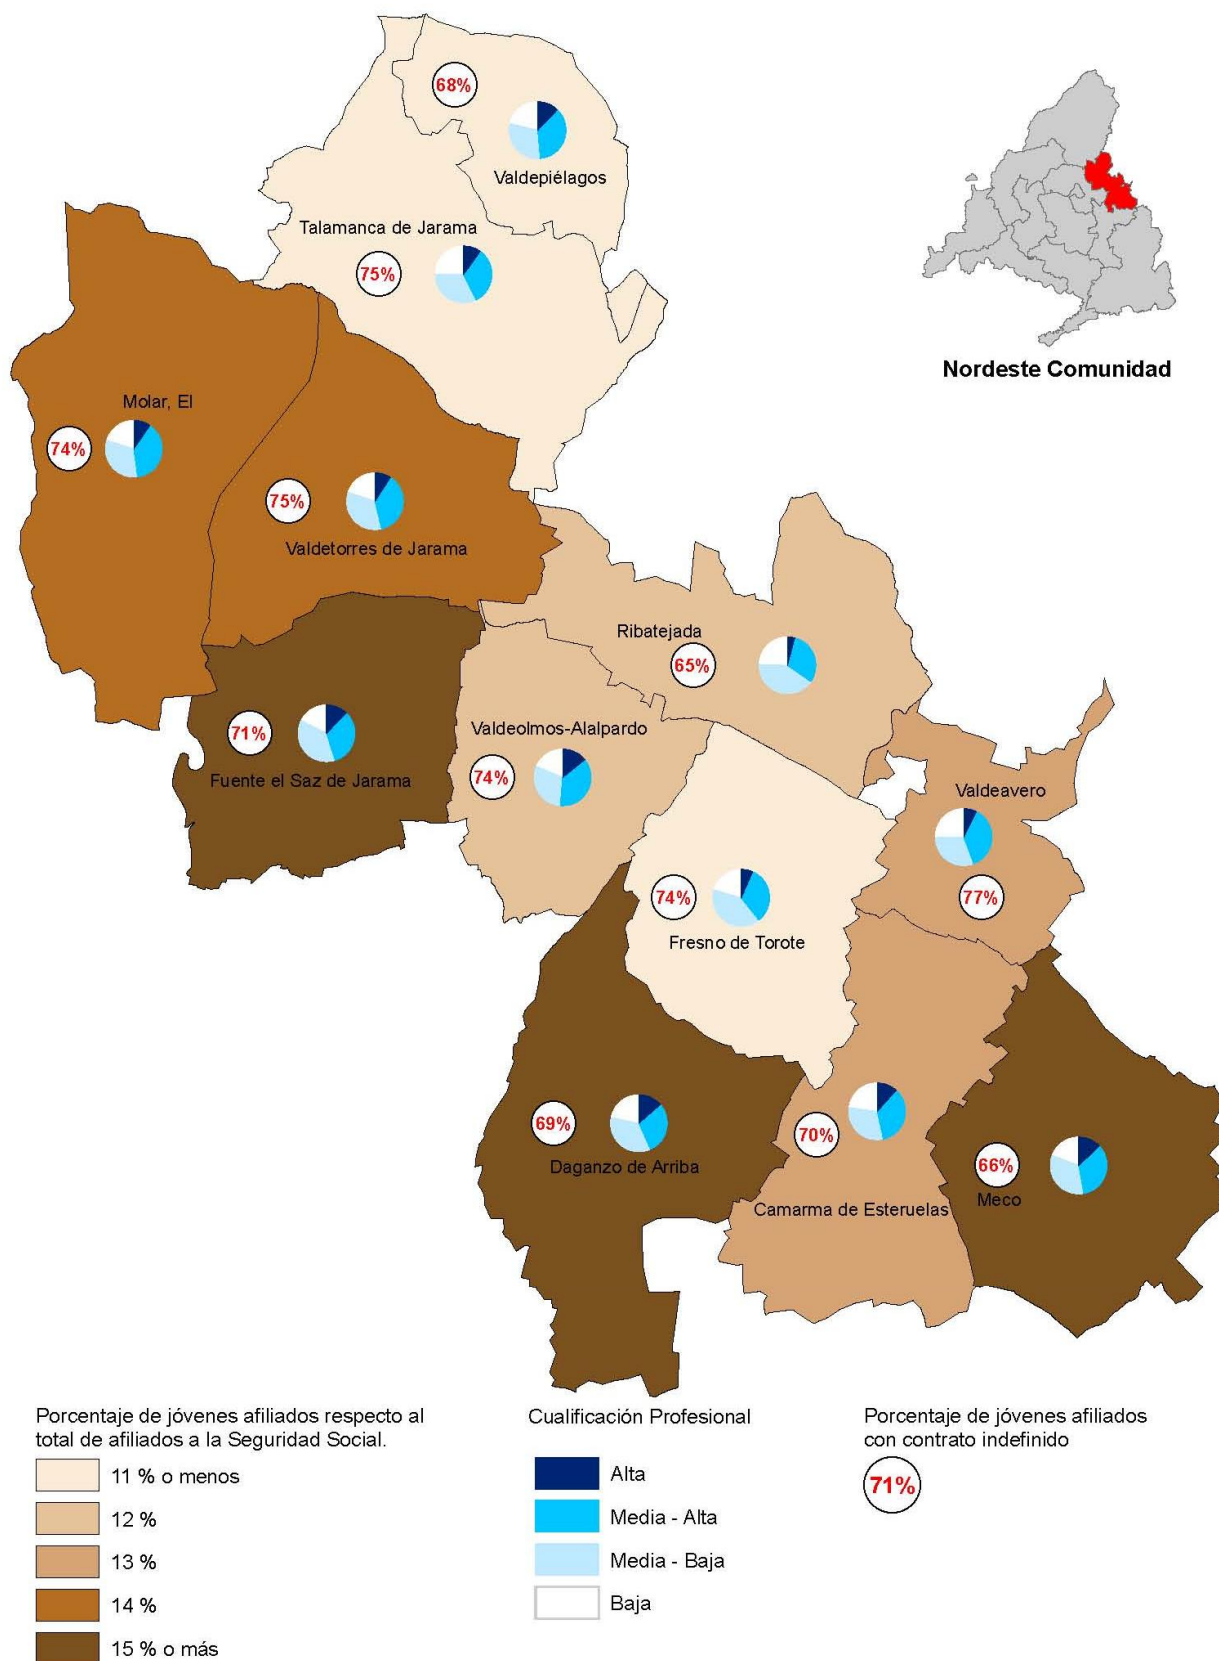 68%
Valdepiélagos
Talamanca de Jarama
75%
Nordeste Comunidad
Molar, El
74%
75%
Valdetorres de Jarama
Ribatejada
65%
71%
Fuente el Saz de Jarama
Valdeolmos-Alalpardo
74%
Valdeavero
77%
74%
Fresno de Torote
69%
Daganzo de Arriba
70%
Camarma de Esteruelas
66%
Meco
Porcentaje de jóvenes afiliados respecto al
total de afiliados a la Seguridad Social.
11 % o menos
12 %
13 %
14 %
15 % o más
Cualificación Profesional
Alta
Media - Alta
Media - Baja
Baja
Porcentaje de jóvenes afiliados
con contrato indefinido
71%